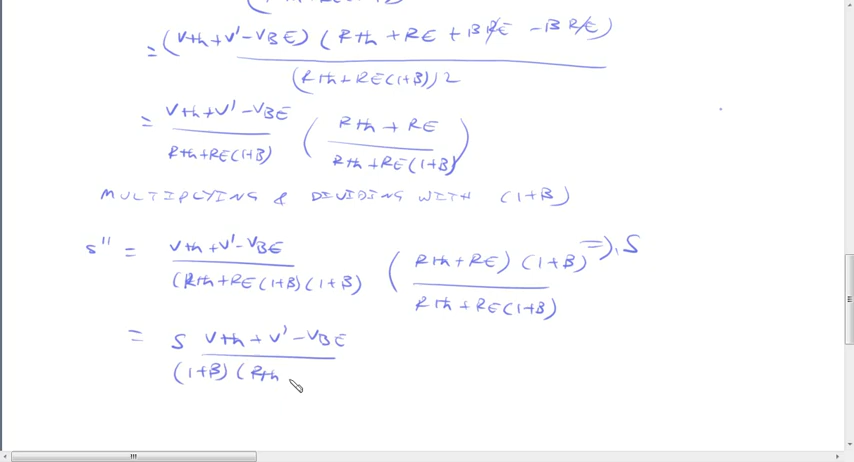 = (Vth + V' - VBE) ( Rth + RE + BRE - BRE )
(Rth + RE(1+B))2
= Vth + V' - VBE ( Rth + RE )
Rth + RE(1+B) Rth + RE(1+B)
MULTIPLYING & DIVIDING WITH (1+B)
S'' = Vth + V' - VBE ( Rth + RE) (1+B) =). S
(Rth + RE(1+B)(1+B) Rth + RE(1+B)
= S Vth + V' - VBE
(1+B) (Rth